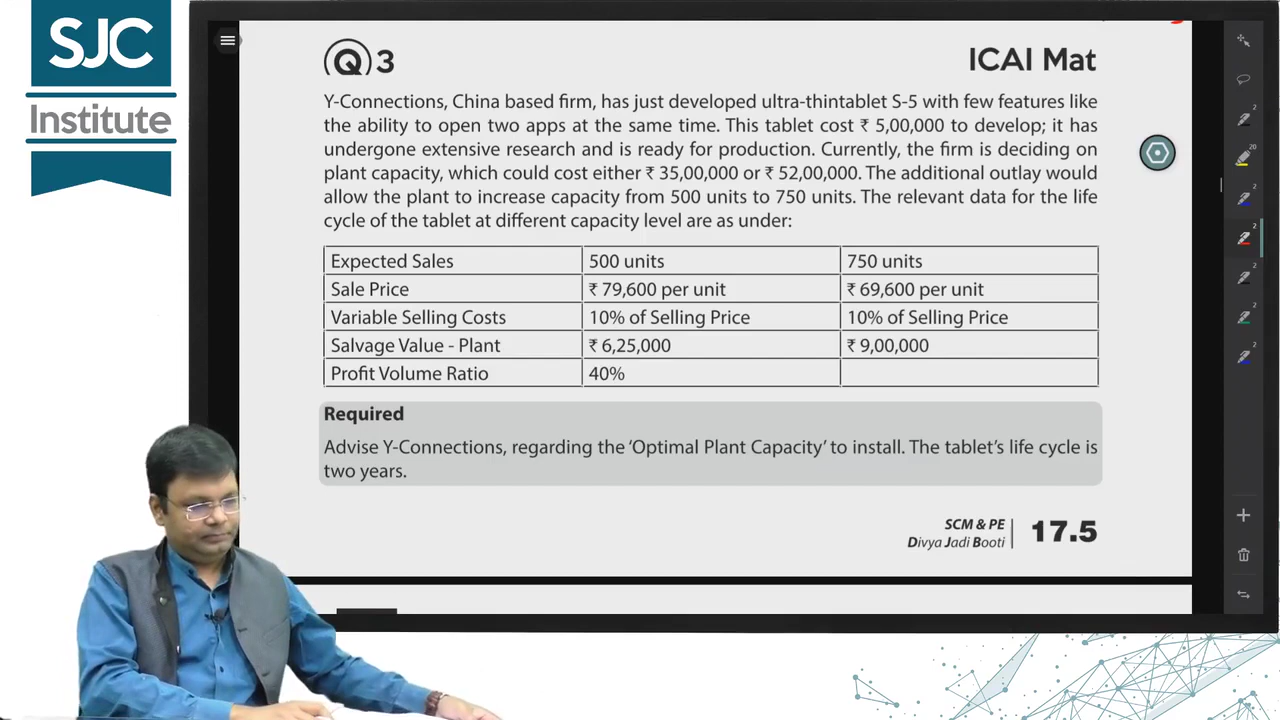 SJC
Institute
Q 3
ICAI Mat
Y-Connections, China based firm, has just developed ultra-thintablet S-5 with few features like
the ability to open two apps at the same time. This tablet cost ₹ 5,00,000 to develop; it has
undergone extensive research and is ready for production. Currently, the firm is deciding on
plant capacity, which could cost either ₹ 35,00,000 or ₹ 52,00,000. The additional outlay would
allow the plant to increase capacity from 500 units to 750 units. The relevant data for the life
cycle of the tablet at different capacity level are as under:
Expected Sales 500 units 750 units
Sale Price ₹ 79,600 per unit ₹ 69,600 per unit
Variable Selling Costs 10% of Selling Price 10% of Selling Price
Salvage Value - Plant ₹ 6,25,000 ₹ 9,00,000
Profit Volume Ratio 40%
Required
Advise Y-Connections, regarding the ‘Optimal Plant Capacity’ to install. The tablet’s life cycle is
two years.
SCM & PE
Divya Jadi Booti
17.5
2
20
2
2
2
2
2